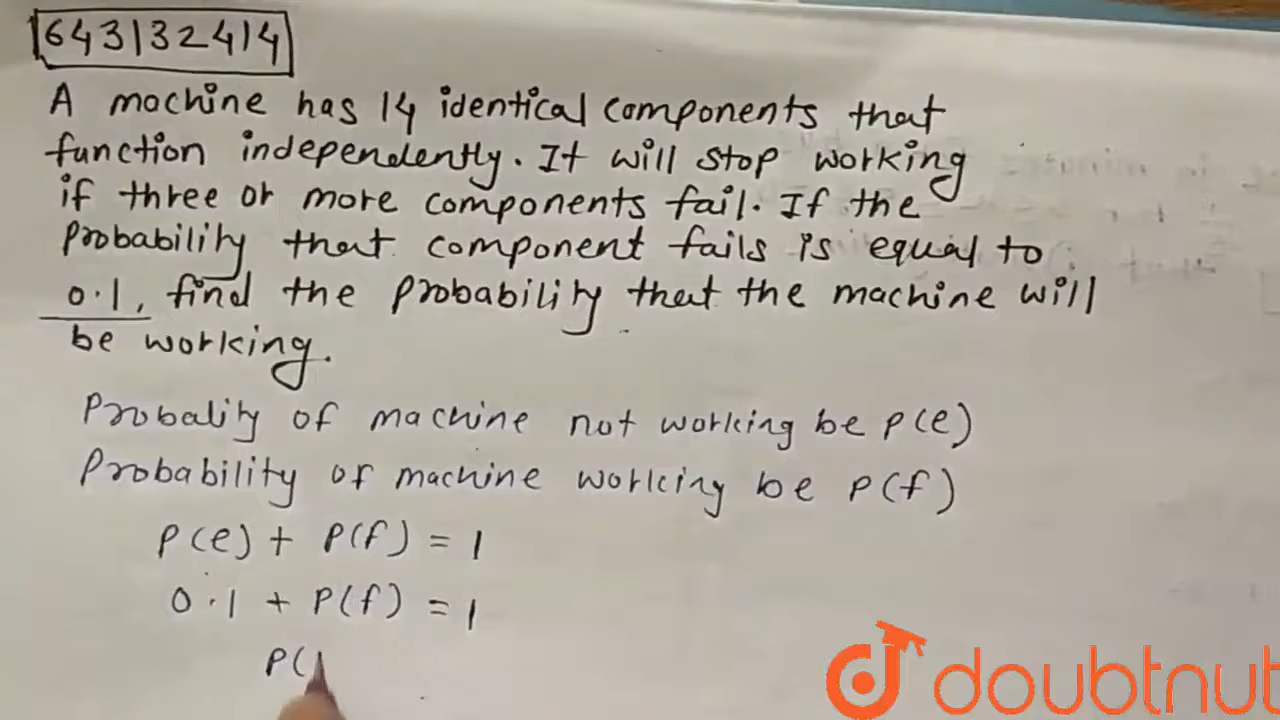 643132414
A machine has 14 identical components that
function independently. It will stop working
if three or more components fail. If the
probability that component fails is equal to
0.1, find the probability that the machine will
be working.
Probality of machine not working be p(e)
Probability of machine working be p(f)
p(e) + p(f) = 1
0.1 + p(f) = 1
p(
doubtnut